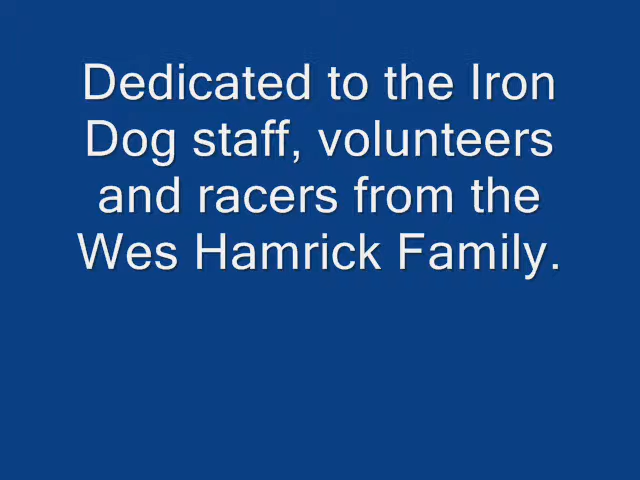 Dedicated to the Iron
Dog staff, volunteers
and racers from the
Wes Hamrick Family.